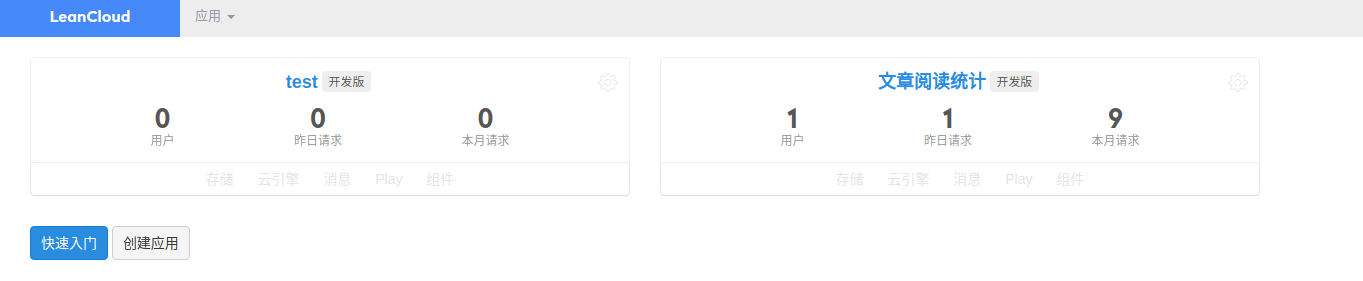 LeanCloud 应用
test 开发版
0 0 0
用户 昨日请求 本月请求
存储 云引擎 消息 Play 组件
文章阅读统计 开发版
1 1 9
用户 昨日请求 本月请求
存储 云引擎 消息 Play 组件
快速入门 创建应用